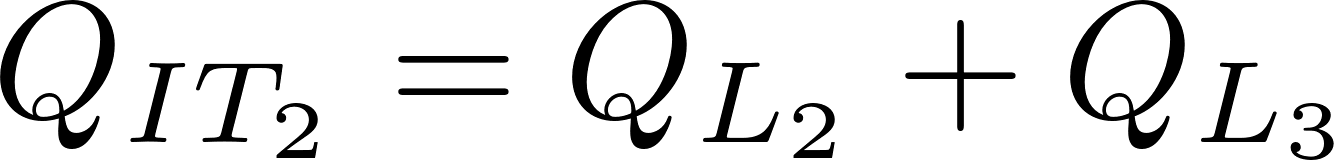 Q_{IT_2} = Q_{L_2} + Q_{L_3}